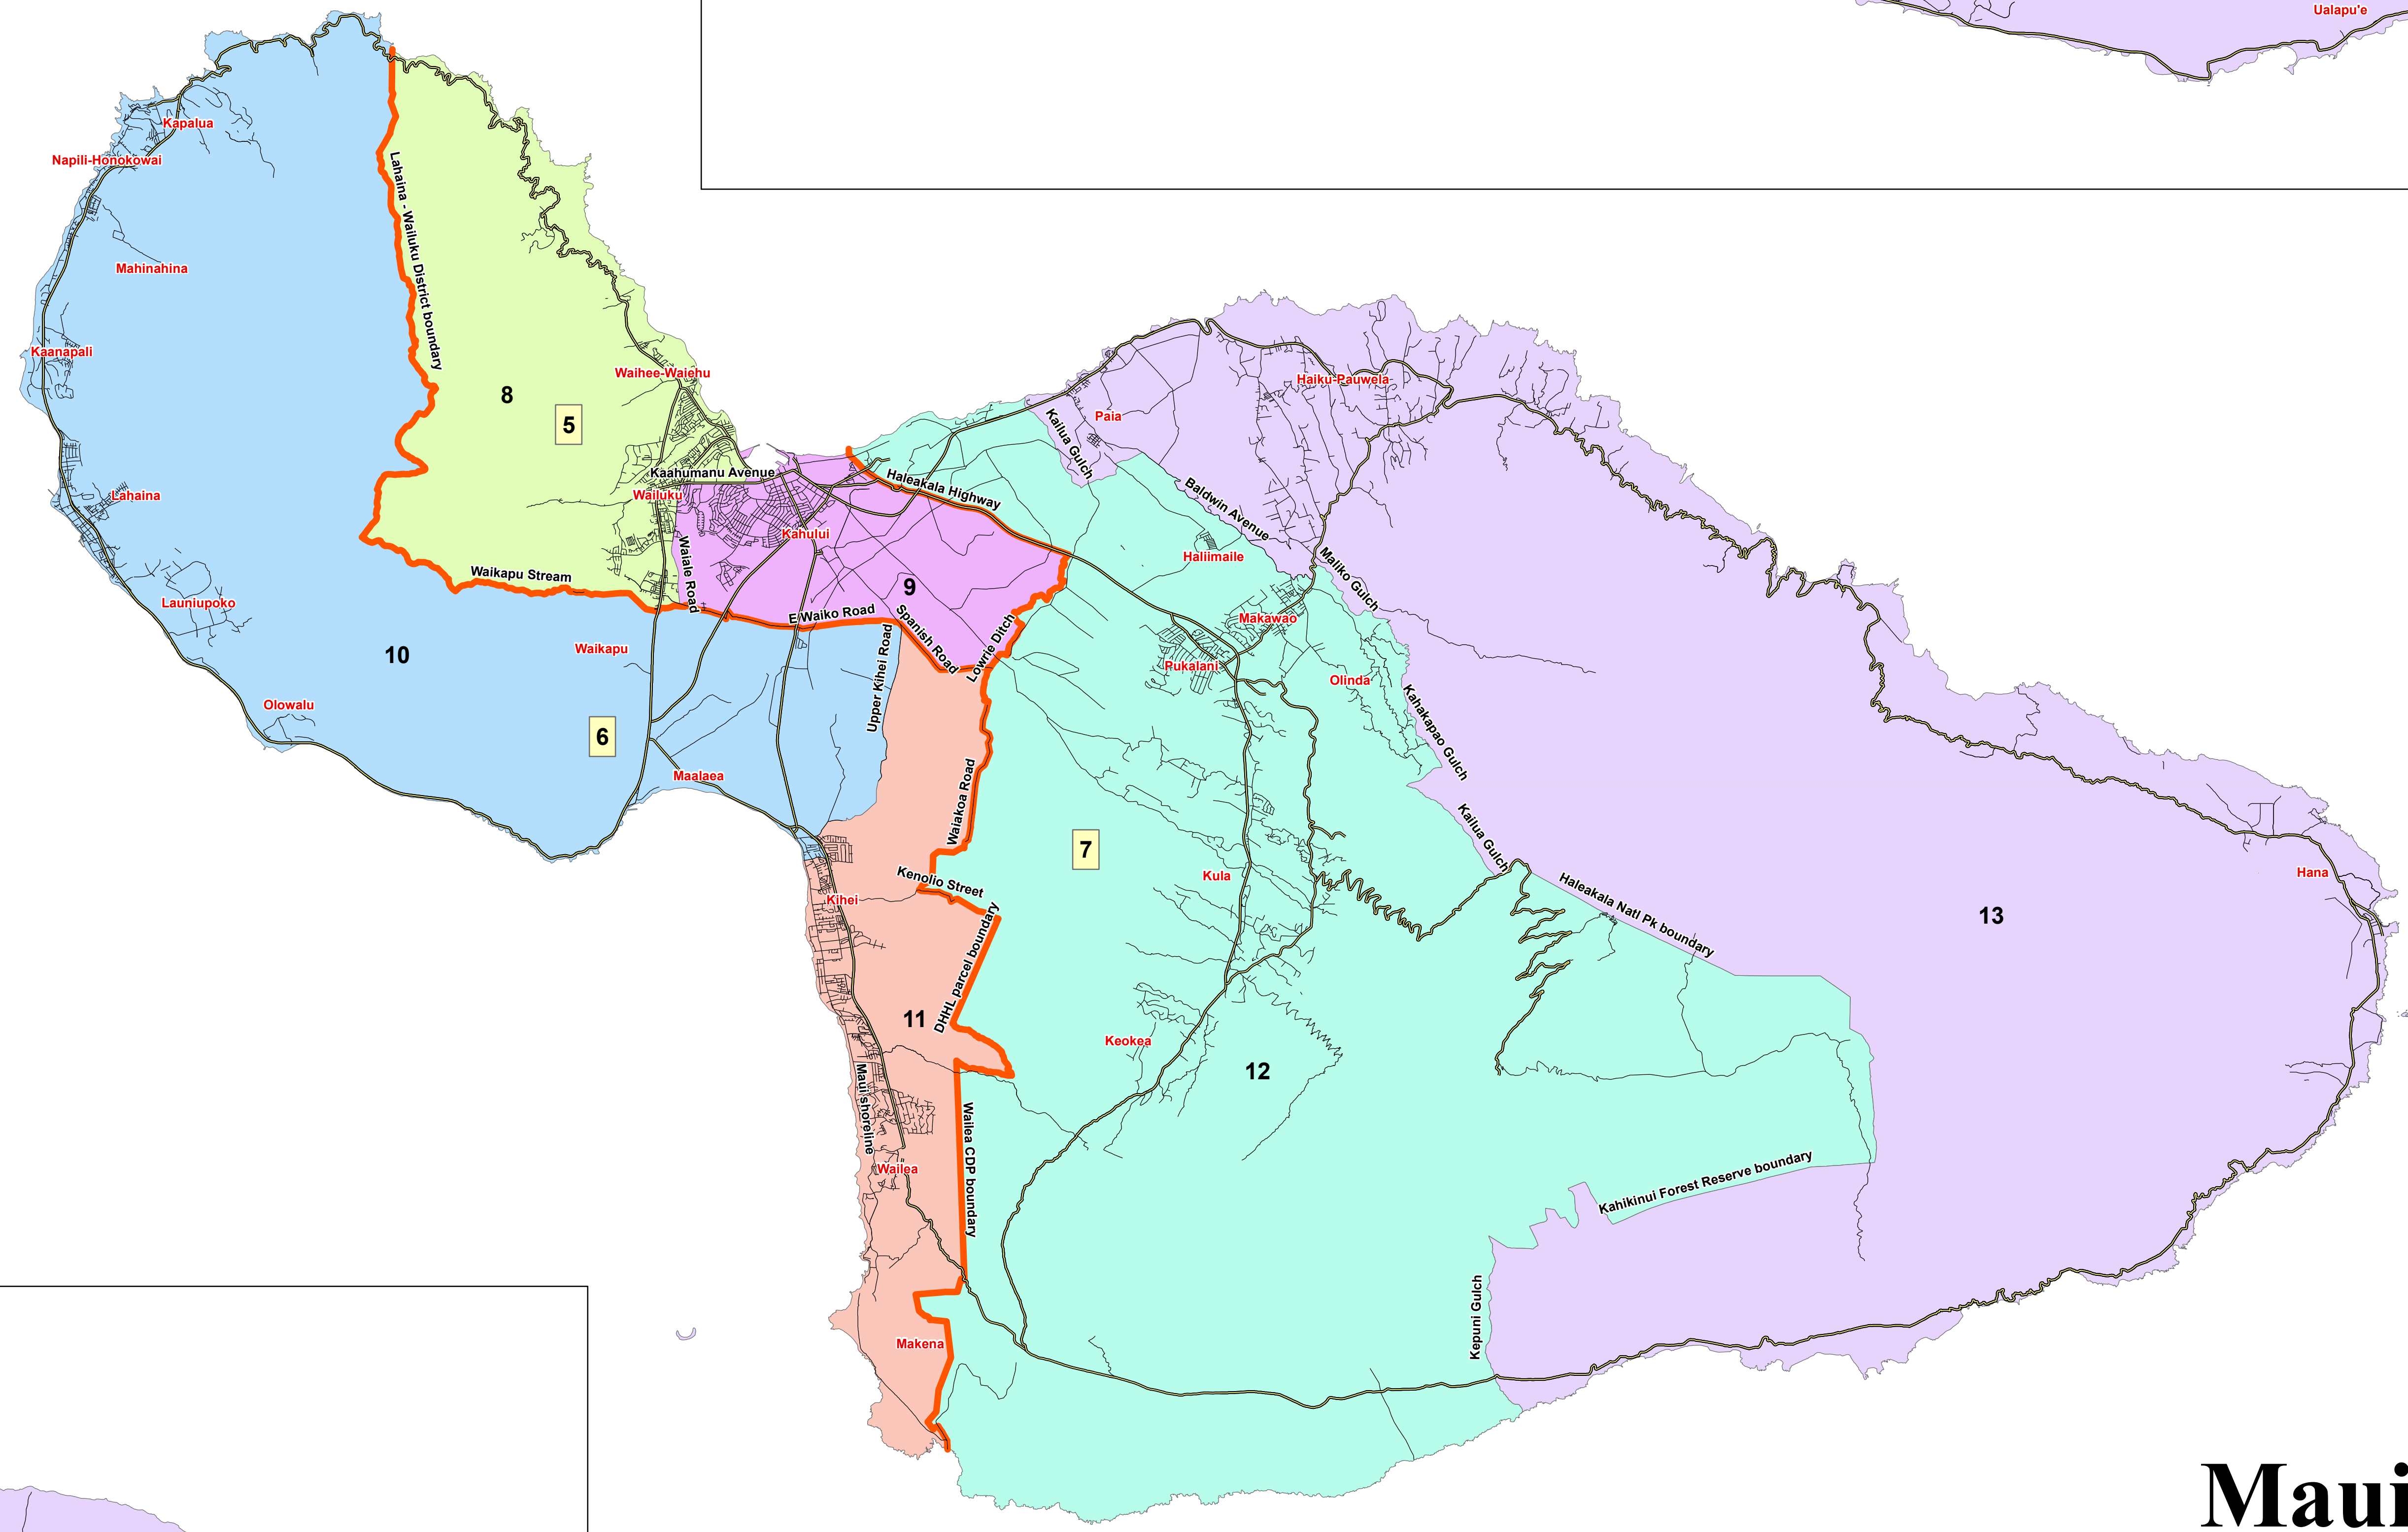 Ualapu'e
Kapalua
Napili-Honokowai
Lahaina - Wailuku District boundary
Mahinahina
Kaanapali
Waihee-Waiehu
Haiku-Pauwela
8
5
Paia
Kailua Gulch
Kaahumanu Avenue
Haleakala Highway
Wailuku
Lahaina
Baldwin Avenue
Kahului
Haliimaile
Waiale Road
Waikapu Stream
Maliko Gulch
9
Launiupoko
E Waiko Road
Spanish Road
Lowrie Ditch
Makawao
Waikapu
10
Upper Kihei Road
Pukalani
Olinda
Kahakapao Gulch
Olowalu
6
Maalaea
Waiakoa Road
7
Kailua Gulch
Kula
Kenolio Street
Hana
Kihei
Haleakala Natl Pk boundary
13
DHHL parcel boundary
11
Keokea
12
Maui shoreline
Wailea CDP boundary
Wailea
Kahikinui Forest Reserve boundary
Kepuni Gulch
Makena
Maui